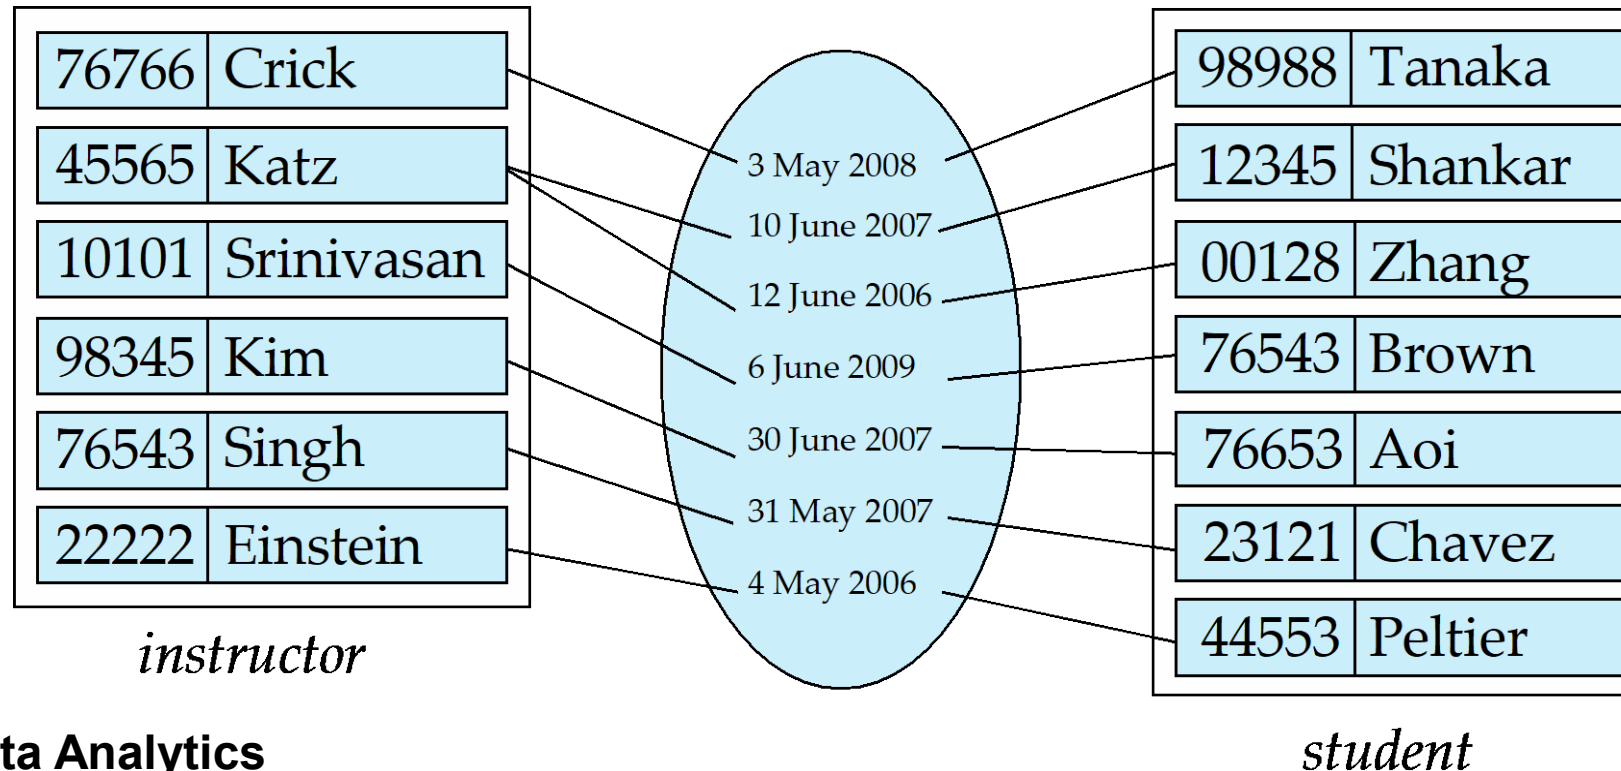 76766 Crick
45565 Katz
10101 Srinivasan
98345 Kim
76543 Singh
22222 Einstein
instructor
3 May 2008
10 June 2007
12 June 2006
6 June 2009
30 June 2007
31 May 2007
4 May 2006
98988 Tanaka
12345 Shankar
00128 Zhang
76543 Brown
76653 Aoi
23121 Chavez
44553 Peltier
student
ta Analytics